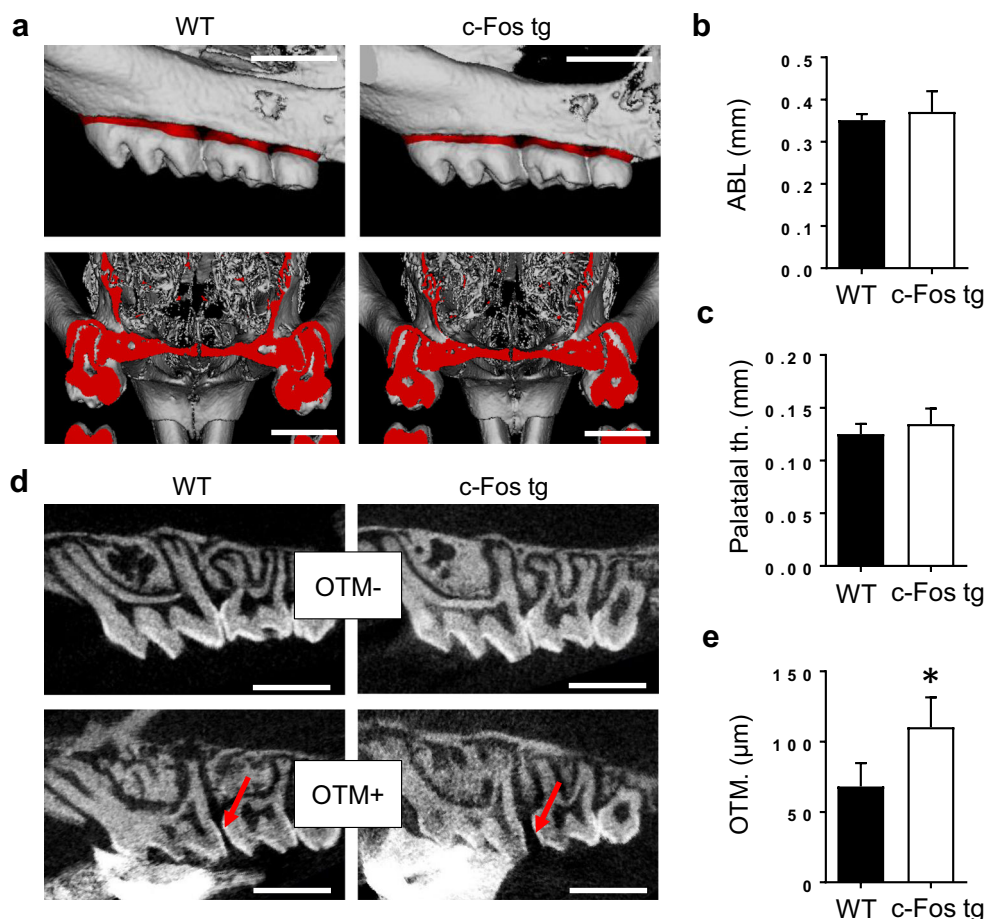 a
WT
c-Fos tg
b
ABL (mm)
0.5
0.4
0.3
0.2
0.1
0.0
WT
c-Fos tg
c
Palatalal th. (mm)
0.20
0.15
0.10
0.05
0.00
WT
c-Fos tg
d
WT
c-Fos tg
OTM-
OTM+
e
OTM. (µm)
150
100
50
0
*
WT
c-Fos tg